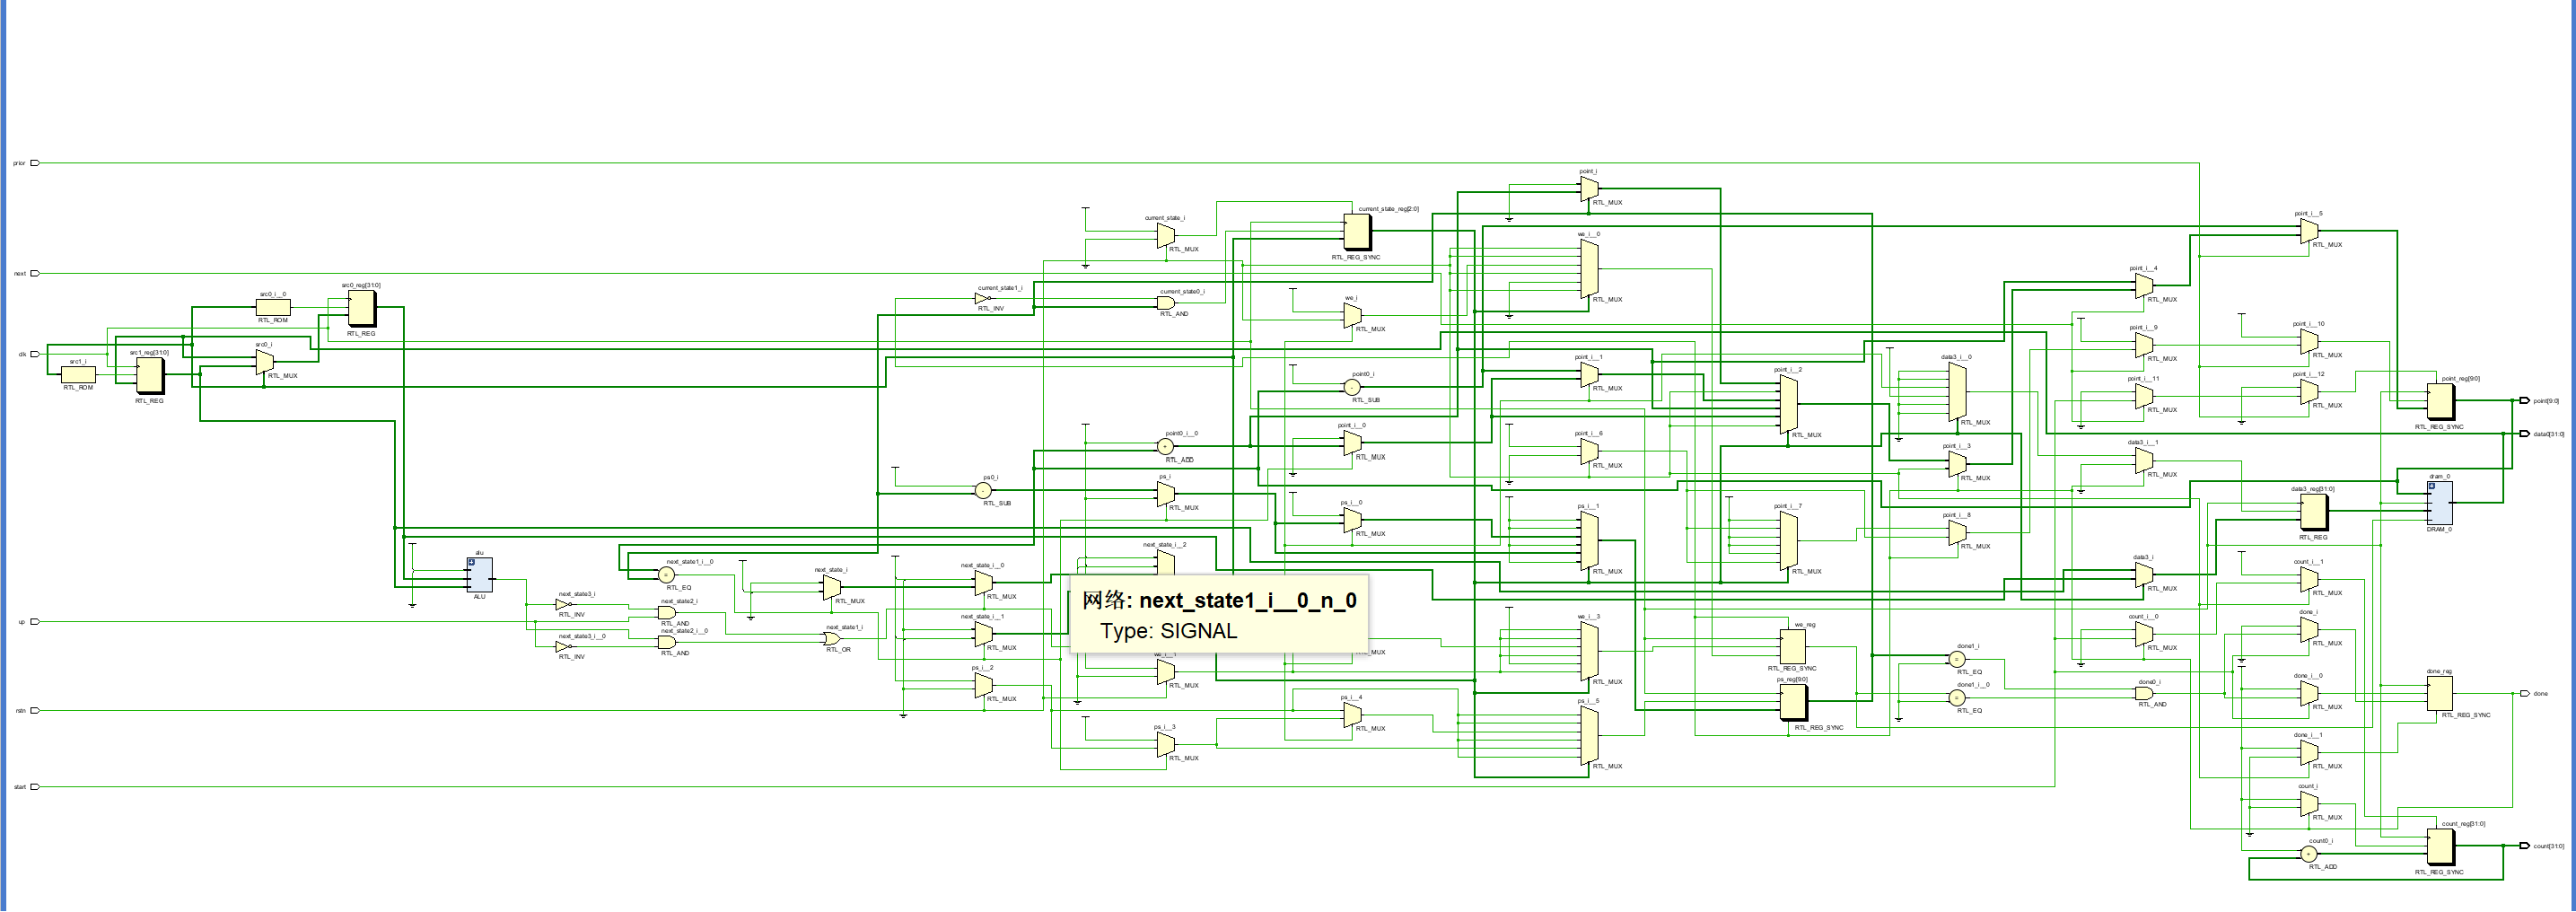 prior
next
clk
up
rstn
start
src0_i__0
RTL_ROM
src0_reg[31:0]
RTL_REG
src1_i
RTL_ROM
src1_reg[31:0]
RTL_REG
src0_i
RTL_MUX
alu
ALU
next_state3_i
RTL_INV
next_state3_i__0
RTL_INV
next_state1_i__0
RTL_EQ
next_state2_i
RTL_AND
next_state2_i__0
RTL_AND
next_state_i
RTL_MUX
next_state1_i
RTL_OR
current_state1_i
RTL_INV
ps0_i
RTL_SUB
next_state_i__0
RTL_MUX
next_state_i__1
RTL_MUX
ps_i__2
RTL_MUX
current_state_i
RTL_MUX
current_state0_i
RTL_AND
point0_i__0
RTL_ADD
ps_i
RTL_MUX
next_state_i__2
网络: next_state1_i__0_n_0
Type: SIGNAL
RTL_MUX
RTL_MUX
ps_i__3
RTL_MUX
current_state_reg[2:0]
RTL_REG_SYNC
we_i
RTL_MUX
point0_i
RTL_SUB
point_i__0
RTL_MUX
ps_i__0
RTL_MUX
ps_i__4
RTL_MUX
point_i
RTL_MUX
we_i__0
RTL_MUX
point_i__1
RTL_MUX
point_i__6
RTL_MUX
ps_i__1
RTL_MUX
we_i__3
RTL_MUX
ps_i__5
RTL_MUX
point_i__2
RTL_MUX
point_i__7
RTL_MUX
we_reg
RTL_REG_SYNC
ps_reg[9:0]
RTL_REG_SYNC
data3_i__0
RTL_MUX
point_i__3
RTL_MUX
point_i__8
RTL_MUX
done1_i
RTL_EQ
done1_i__0
RTL_EQ
point_i__4
RTL_MUX
point_i__9
RTL_MUX
point_i__11
RTL_MUX
data3_i__1
RTL_MUX
data3_i
RTL_MUX
count_i__0
RTL_MUX
done0_i
RTL_AND
point_i__5
RTL_MUX
point_i__10
RTL_MUX
point_i__12
RTL_MUX
data3_reg[31:0]
RTL_REG
count_i__1
RTL_MUX
done_i
RTL_MUX
done_i__0
RTL_MUX
done_i__1
RTL_MUX
count_i
RTL_MUX
count0_i
RTL_ADD
point_reg[9:0]
RTL_REG_SYNC
dram_0
DRAM_0
done_reg
RTL_REG_SYNC
count_reg[31:0]
RTL_REG_SYNC
point[9:0]
data0[31:0]
done
count[31:0]